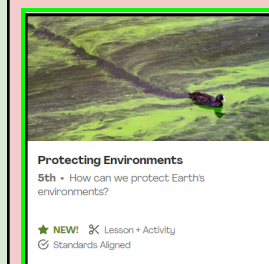 Protecting Environments
5th • How can we protect Earth's
environments?
NEW! Lesson + Activity
Standards Aligned